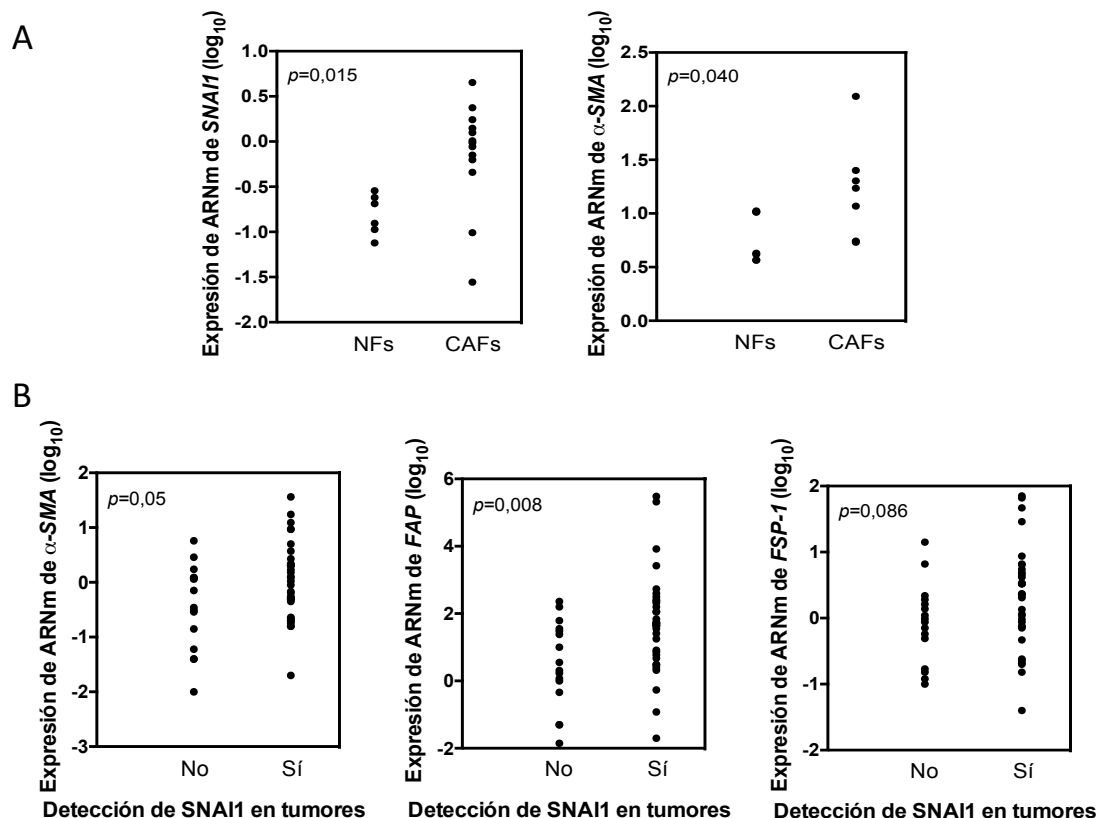 A
Expresión de ARNm de SNAI1 (log10)
1.0
0.5
0.0
-0.5
-1.0
-1.5
-2.0
p=0,015
NFs CAFs
Expresión de ARNm de α-SMA (log10)
2.5
2.0
1.5
1.0
0.5
0.0
p=0,040
NFs CAFs
B
Expresión de ARNm de α-SMA (log10)
2
1
0
-1
-2
-3
p=0,05
No Sí
Detección de SNAI1 en tumores
Expresión de ARNm de FAP (log10)
6
4
2
0
-2
p=0,008
No Sí
Detección de SNAI1 en tumores
Expresión de ARNm de FSP-1 (log10)
2
1
0
-1
-2
p=0,086
No Sí
Detección de SNAI1 en tumores